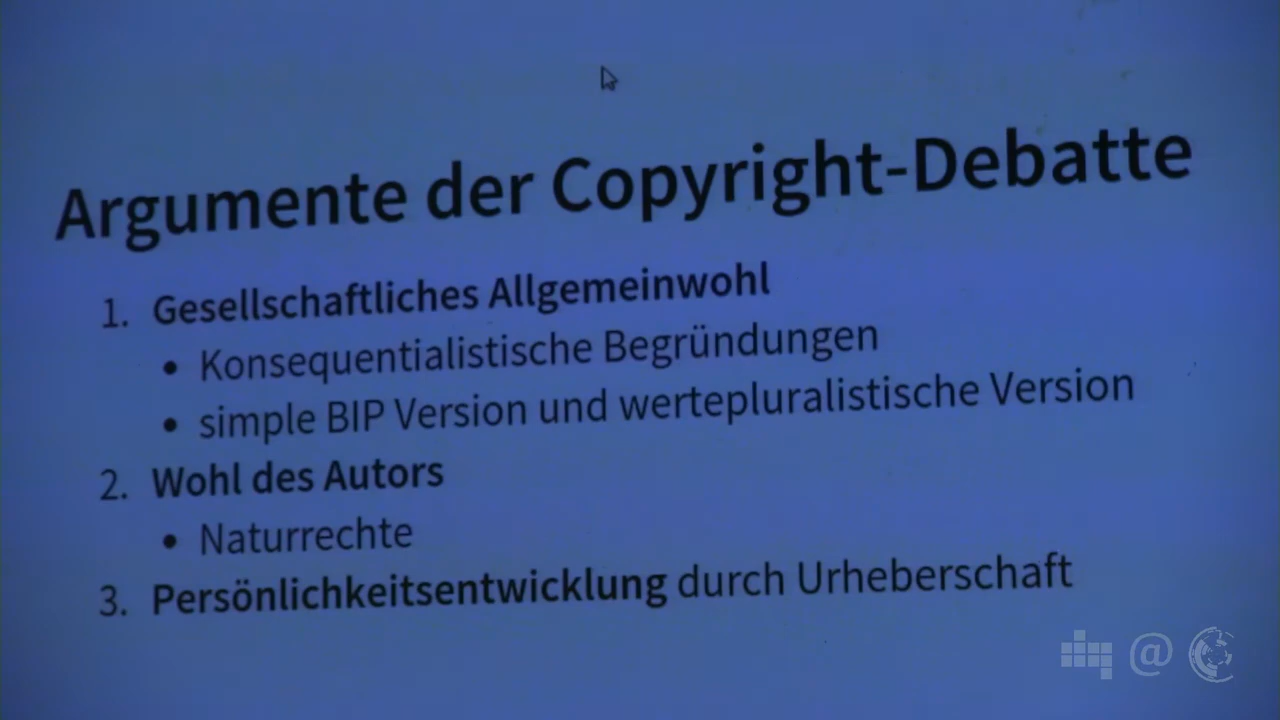 Argumente der Copyright-Debatte
1. Gesellschaftliches Allgemeinwohl
• Konsequentialistische Begründungen
• simple BIP Version und wertepluralistische Version
2. Wohl des Autors
• Naturrechte
3. Persönlichkeitsentwicklung durch Urheberschaft
@